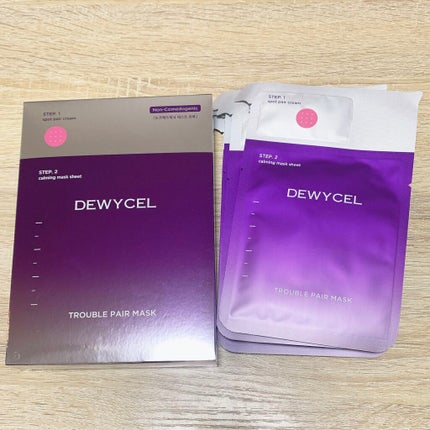 STEP. 1
spot pair cream
Non-Comedogenic
STEP. 2
calming mask sheet
DEWYCEL
TROUBLE PAIR MASK
STEP. 1
spot pair cream
STEP. 2
calming mask sheet
DEWYCEL
TROUBLE PAIR MASK